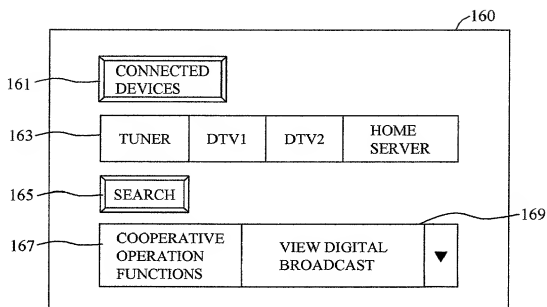 160
161
CONNECTED
DEVICES
163
TUNER DTV1 DTV2 HOME
SERVER
165
SEARCH
169
167
COOPERATIVE
OPERATION
FUNCTIONS
VIEW DIGITAL
BROADCAST
▼